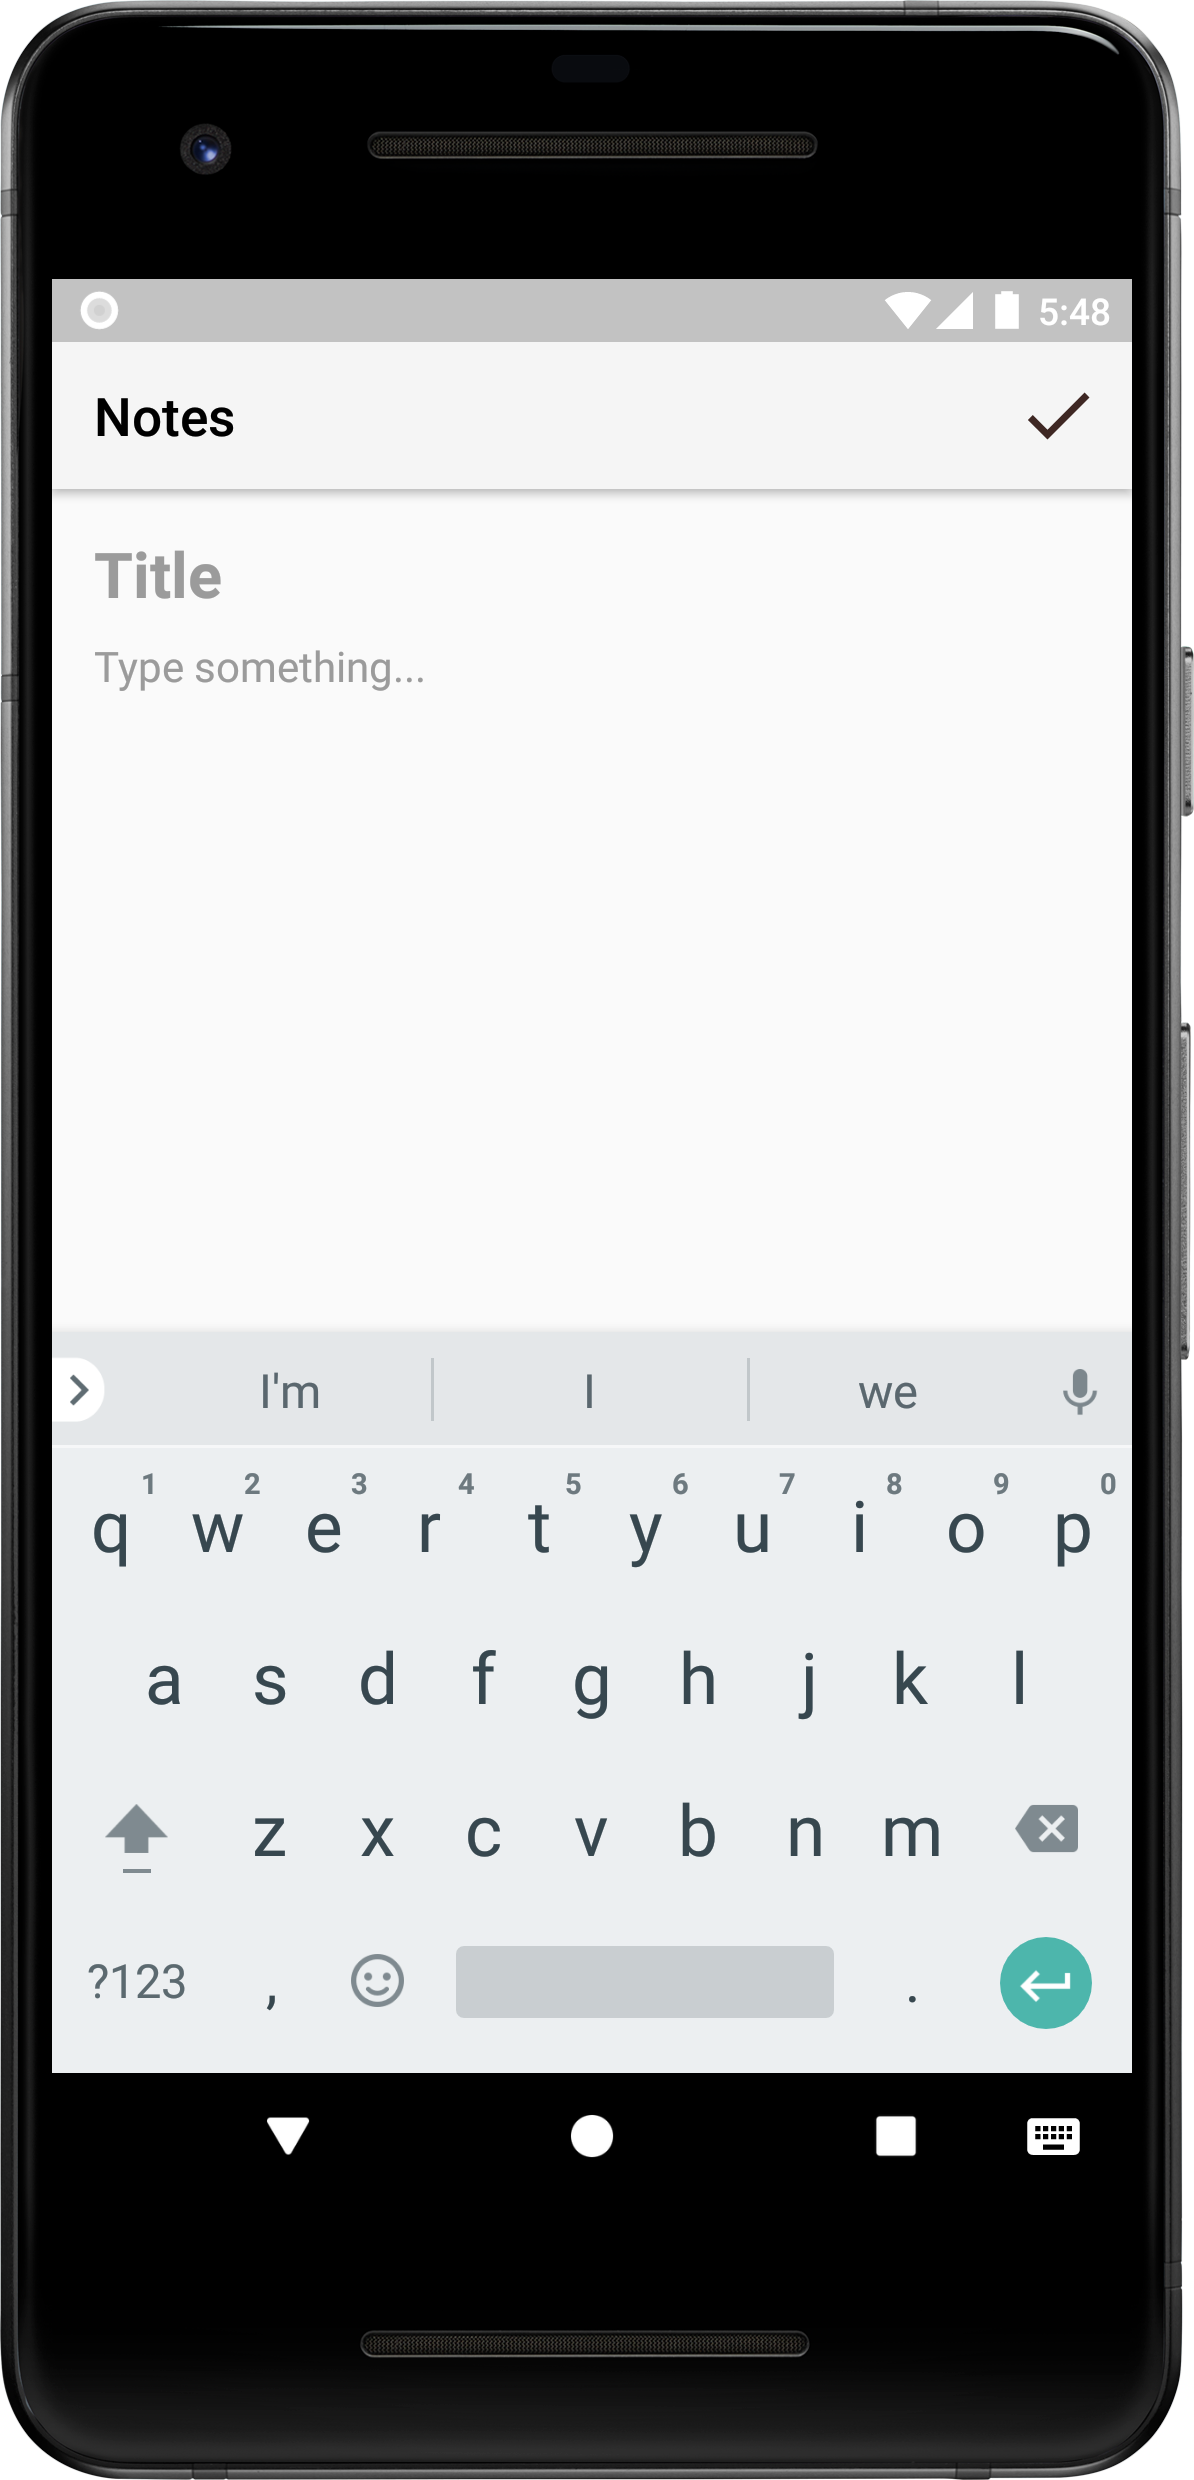 5:48
Notes
Title
Type something...
I'm I we
1 2 3 4 5 6 7 8 9 0
q w e r t y u i o p
a s d f g h j k l
z x c v b n m
?123 , .